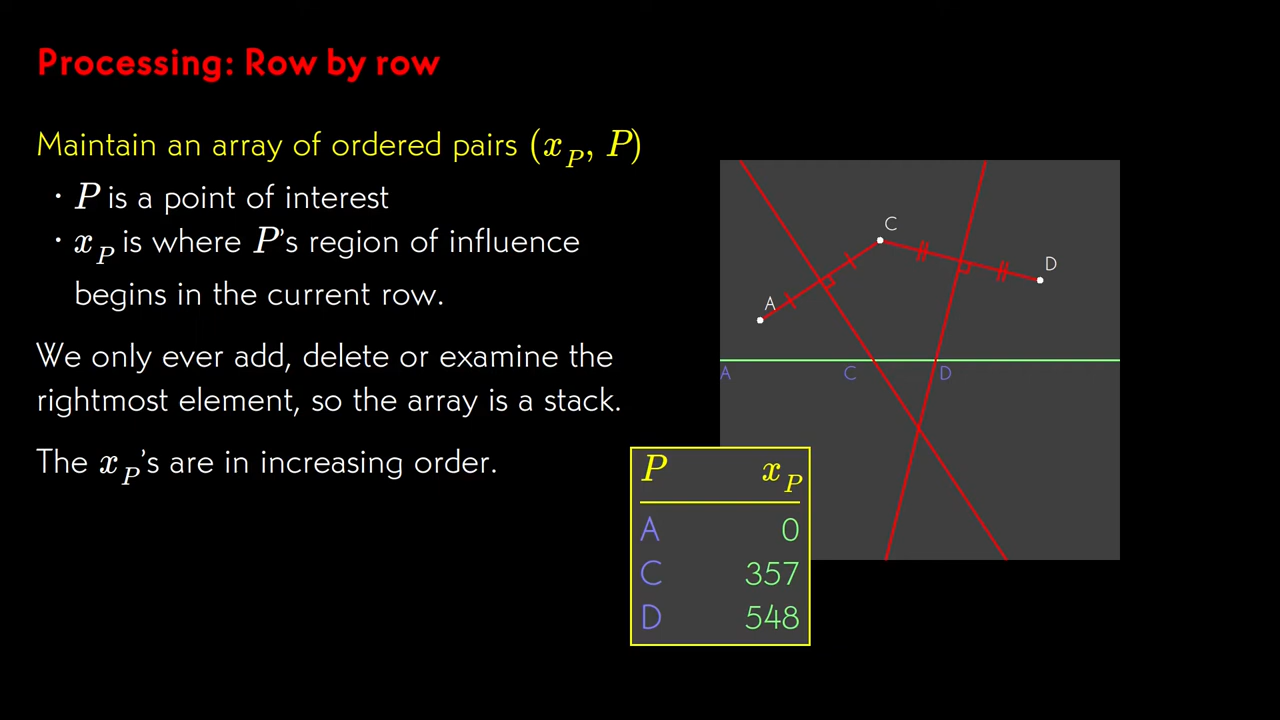 Processing: Row by row
Maintain an array of ordered pairs (x_P, P)
· P is a point of interest
· x_P is where P's region of influence
begins in the current row.
We only ever add, delete or examine the
rightmost element, so the array is a stack.
The x_P's are in increasing order.
C
D
A
A C D
P x_P
A 0
C 357
D 548